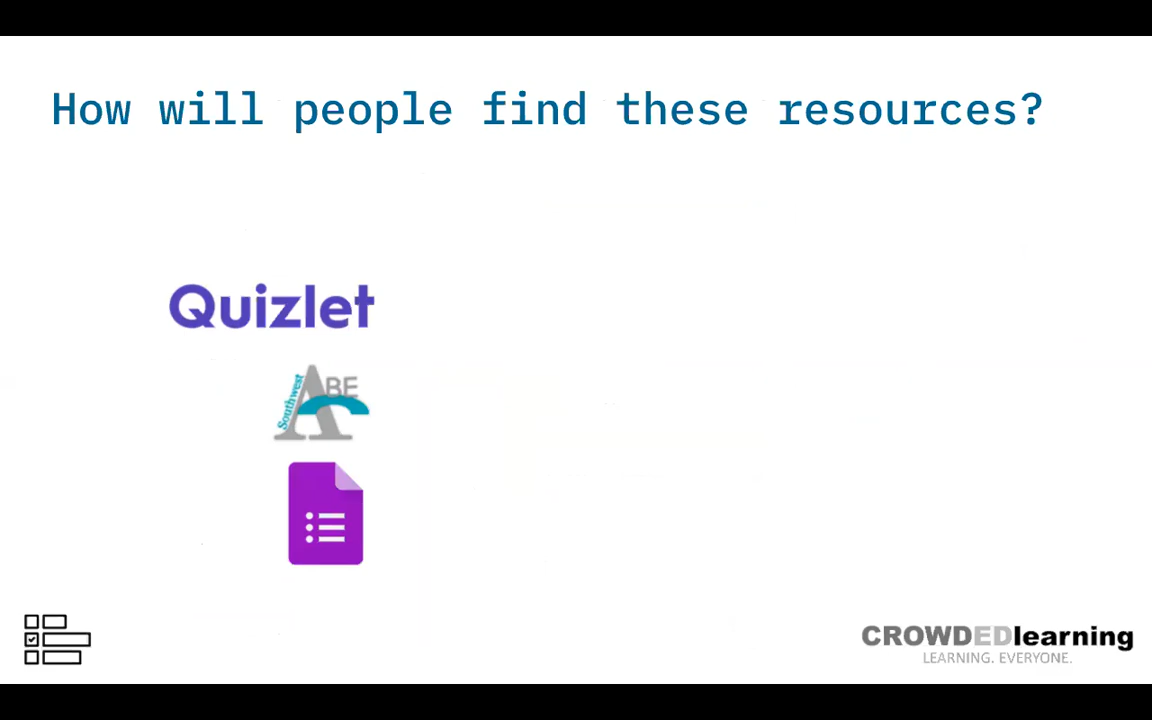 How will people find these resources?
Quizlet
Southwest ABE
CROWDEDlearning
LEARNING. EVERYONE.